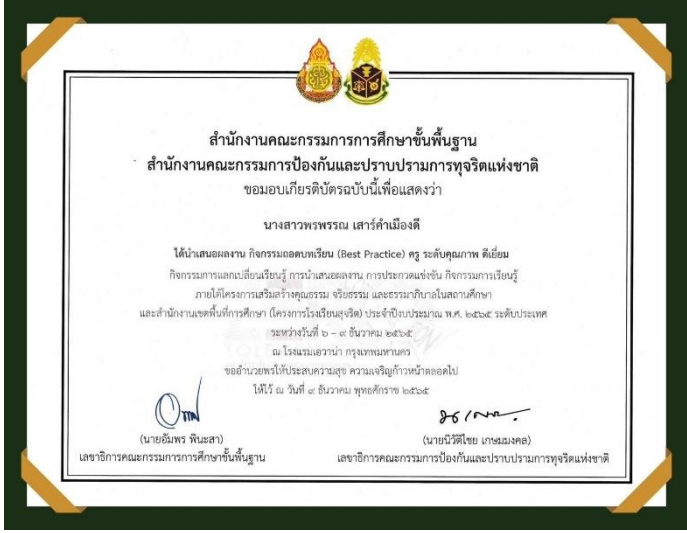 สำนักงานคณะกรรมการการศึกษาขั้นพื้นฐาน
สำนักงานคณะกรรมการป้องกันและปราบปรามการทุจริตแห่งชาติ
ขอมอบเกียรติบัตรฉบับนี้เพื่อแสดงว่า
นางสาวพรพรรณ เสาร์คำเมืองดี
ได้นำเสนอผลงาน กิจกรรมถอดบทเรียน (Best Practice) ครู ระดับคุณภาพ ดีเยี่ยม
กิจกรรมการแลกเปลี่ยนเรียนรู้ การนำเสนอผลงาน การประกวดแข่งขัน กิจกรรมการเรียนรู้
ภายใต้โครงการเสริมสร้างคุณธรรม จริยธรรม และธรรมาภิบาลในสถานศึกษา
และสำนักงานเขตพื้นที่การศึกษา (โครงการโรงเรียนสุจริต) ประจำปีงบประมาณ พ.ศ. ๒๕๖๕ ระดับประเทศ
ระหว่างวันที่ ๖ – ๙ ธันวาคม ๒๕๖๕
ณ โรงแรมเอวาน่า กรุงเทพมหานคร
ขออำนวยพรให้ประสบความสุข ความเจริญก้าวหน้าตลอดไป
ให้ไว้ ณ วันที่ ๙ ธันวาคม พุทธศักราช ๒๕๖๕
(นายอัมพร พินะสา)
เลขาธิการคณะกรรมการการศึกษาขั้นพื้นฐาน
(นายนิวัติไชย เกษมมงคล)
เลขาธิการคณะกรรมการป้องกันและปราบปรามการทุจริตแห่งชาติ